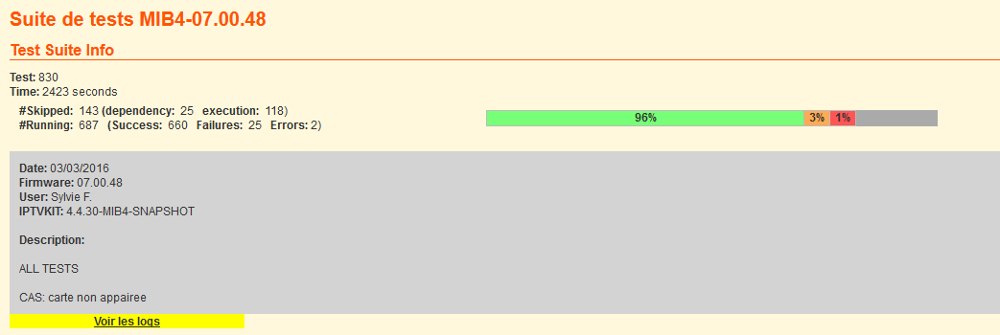 Suite de tests MIB4-07.00.48
Test Suite Info
Test: 830
Time: 2423 seconds
#Skipped: 143 (dependency: 25 execution: 118)
#Running: 687 (Success: 660 Failures: 25 Errors: 2)
96% 3% 1%
Date: 03/03/2016
Firmware: 07.00.48
User: Sylvie F.
IPTVKIT: 4.4.30-MIB4-SNAPSHOT
Description:
ALL TESTS
CAS: carte non appairee
Voir les logs